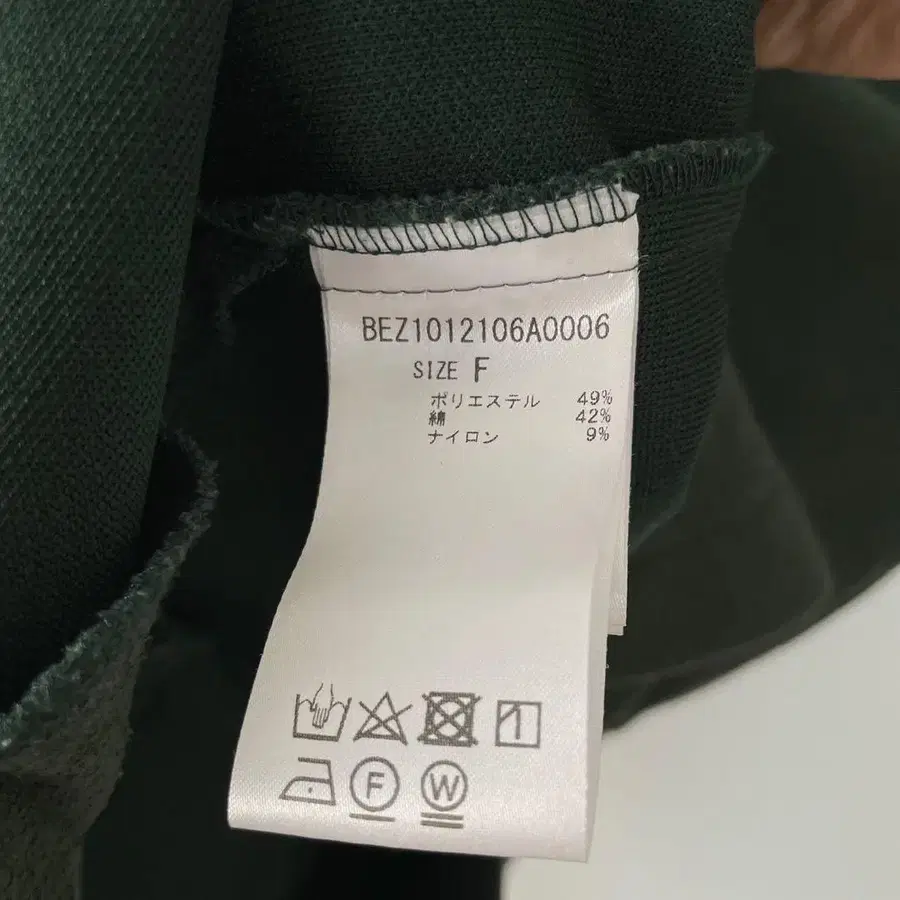 BEZ1012106A0006
SIZE F
ポリエステル 49%
綿 42%
ナイロン 9%
F W